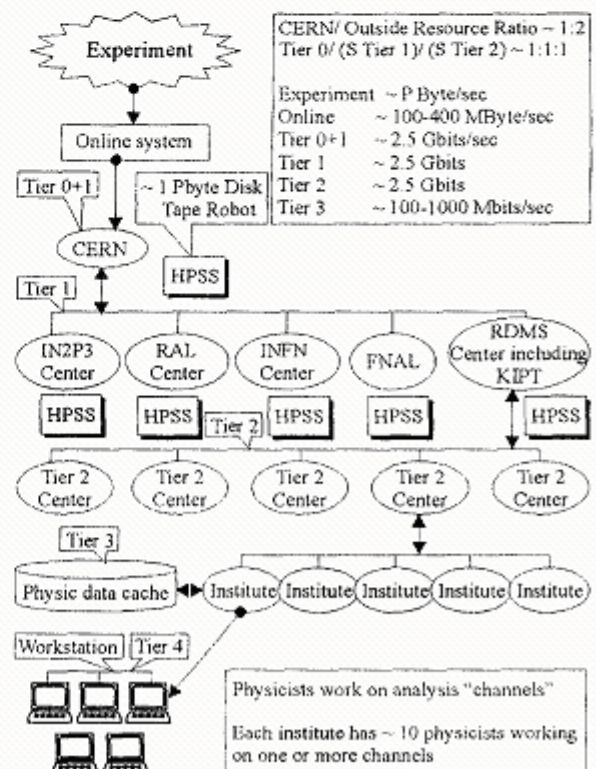 Experiment
CERN/ Outside Resource Ratio ~ 1:2
Tier 0/ (S Tier 1)/ (S Tier 2) ~ 1:1:1
Experiment ~ P Byte/sec
Online ~ 100-400 MByte/sec
Tier 0+1 ~ 2.5 Gbits/sec
Tier 1 ~ 2.5 Gbits
Tier 2 ~ 2.5 Gbits
Tier 3 ~ 100-1000 Mbits/sec
Online system
Tier 0+1
~ 1 Pbyte Disk
Tape Robot
CERN
HPSS
Tier 1
IN2P3
Center
RAL
Center
INFN
Center
FNAL
RDMS
Center including
KIPT
HPSS
HPSS
HPSS
HPSS
HPSS
Tier 2
Tier 2
Center
Tier 2
Center
Tier 2
Center
Tier 2
Center
Tier 2
Center
Tier 3
Physic data cache
Institute
Institute
Institute
Institute
Institute
Workstation
Tier 4
Physicists work on analysis “channels”
Each institute has ~ 10 physicists working
on one or more channels